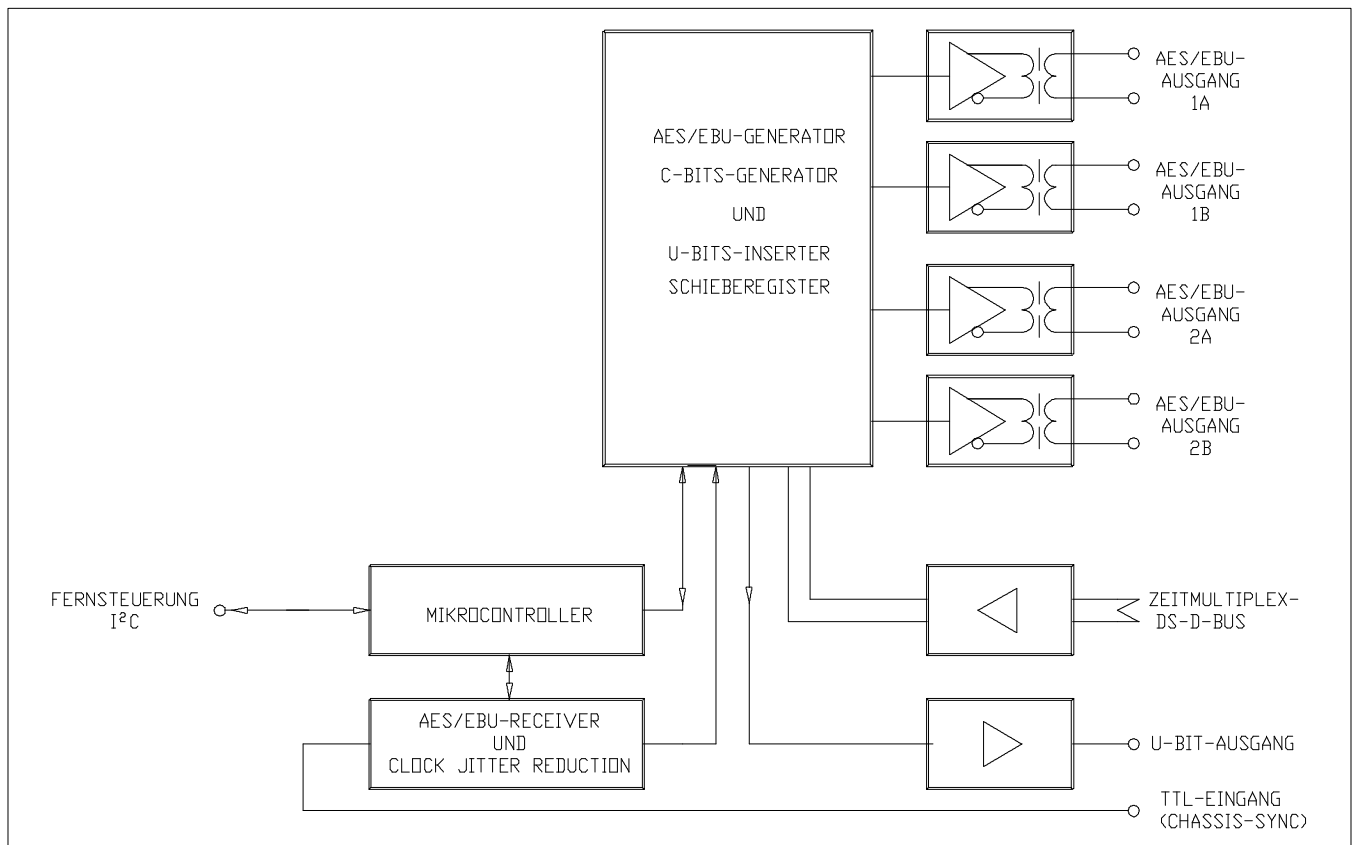 AES/EBU-GENERATOR
C-BITS-GENERATOR
UND
U-BITS-INSERTER
SCHIEBEREGISTER
AES/EBU-
AUSGANG
1A
AES/EBU-
AUSGANG
1B
AES/EBU-
AUSGANG
2A
AES/EBU-
AUSGANG
2B
FERNSTEUERUNG
I²C
MIKROCONTROLLER
ZEITMULTIPLEX-
DS-D-BUS
AES/EBU-RECEIVER
UND
CLOCK JITTER REDUCTION
U-BIT-AUSGANG
TTL-EINGANG
(CHASSIS-SYNC)